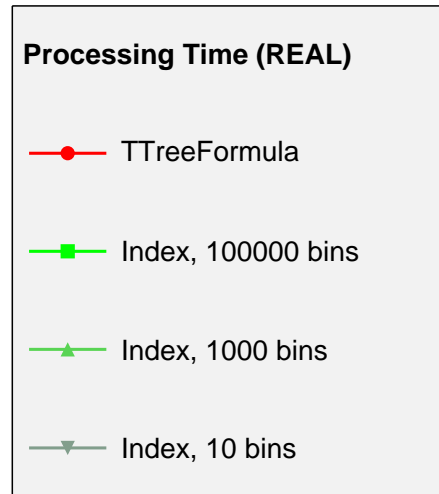 Processing Time (REAL)
TTreeFormula
Index, 100000 bins
Index, 1000 bins
Index, 10 bins